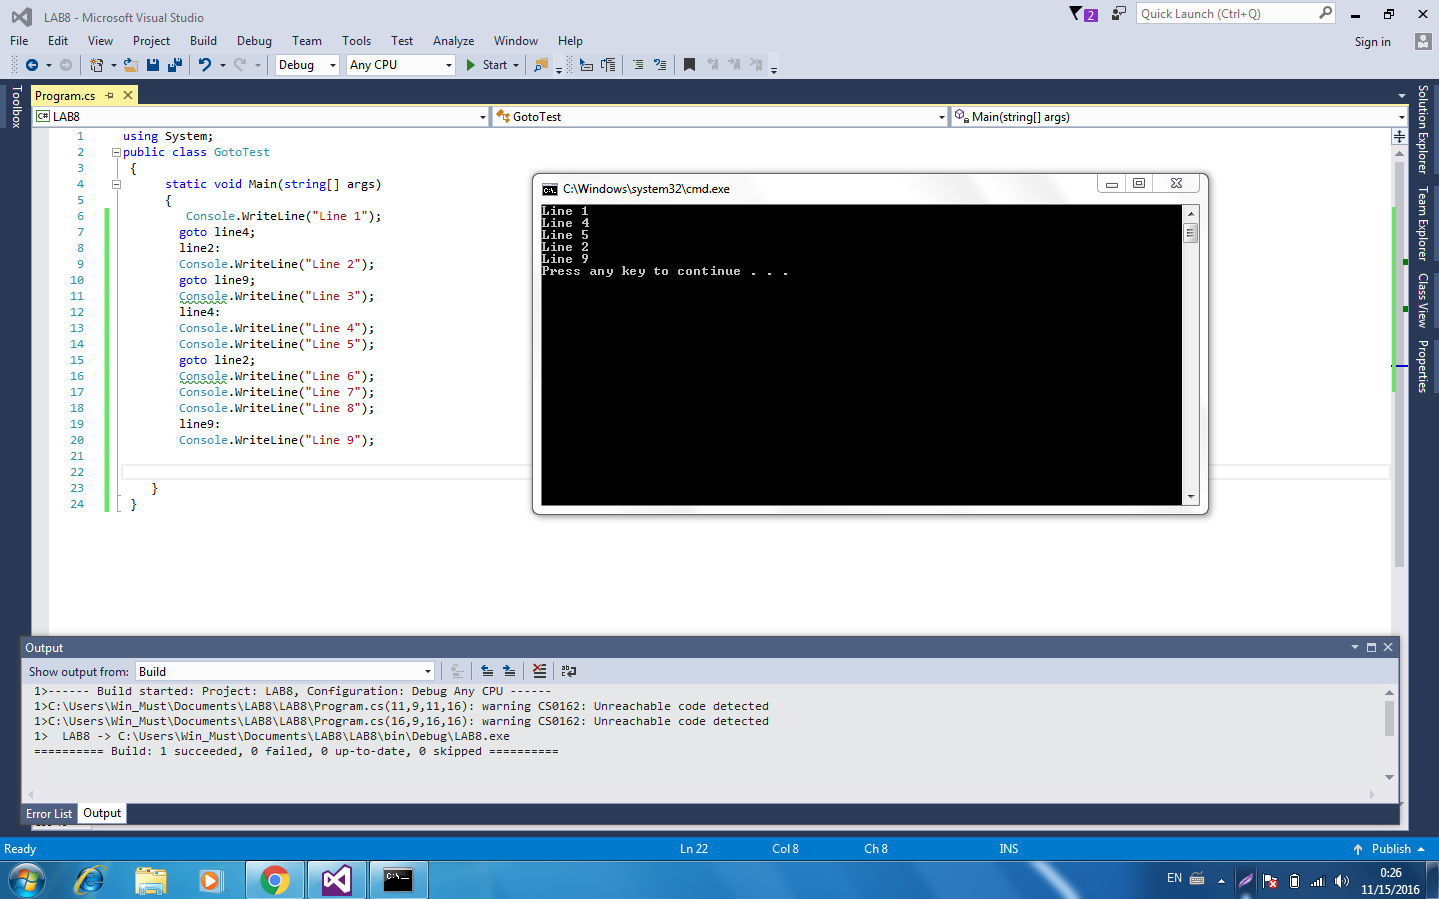 LAB8 - Microsoft Visual Studio
2
Quick Launch (Ctrl+Q)
File Edit View Project Build Debug Team Tools Test Analyze Window Help
Sign in
Debug Any CPU Start
Toolbox
Program.cs
C# LAB8 GotoTest Main(string[] args)
1 using System;
2 public class GotoTest
3 {
4 static void Main(string[] args)
5 {
6 Console.WriteLine("Line 1");
7 goto line4;
8 line2:
9 Console.WriteLine("Line 2");
10 goto line9;
11 Console.WriteLine("Line 3");
12 line4:
13 Console.WriteLine("Line 4");
14 Console.WriteLine("Line 5");
15 goto line2;
16 Console.WriteLine("Line 6");
17 Console.WriteLine("Line 7");
18 Console.WriteLine("Line 8");
19 line9:
20 Console.WriteLine("Line 9");
21
22
23 }
24 }
C:\Windows\system32\cmd.exe
Line 1
Line 4
Line 5
Line 2
Line 9
Press any key to continue . . .
Solution Explorer
Team Explorer
Class View
Properties
Output
Show output from: Build
1>------ Build started: Project: LAB8, Configuration: Debug Any CPU ------
1>C:\Users\Win_Must\Documents\LAB8\LAB8\Program.cs(11,9,11,16): warning CS0162: Unreachable code detected
1>C:\Users\Win_Must\Documents\LAB8\LAB8\Program.cs(16,9,16,16): warning CS0162: Unreachable code detected
1> LAB8 -> C:\Users\Win_Must\Documents\LAB8\LAB8\bin\Debug\LAB8.exe
========== Build: 1 succeeded, 0 failed, 0 up-to-date, 0 skipped ==========
Error List Output
Ready Ln 22 Col 8 Ch 8 INS Publish
EN
0:26
11/15/2016